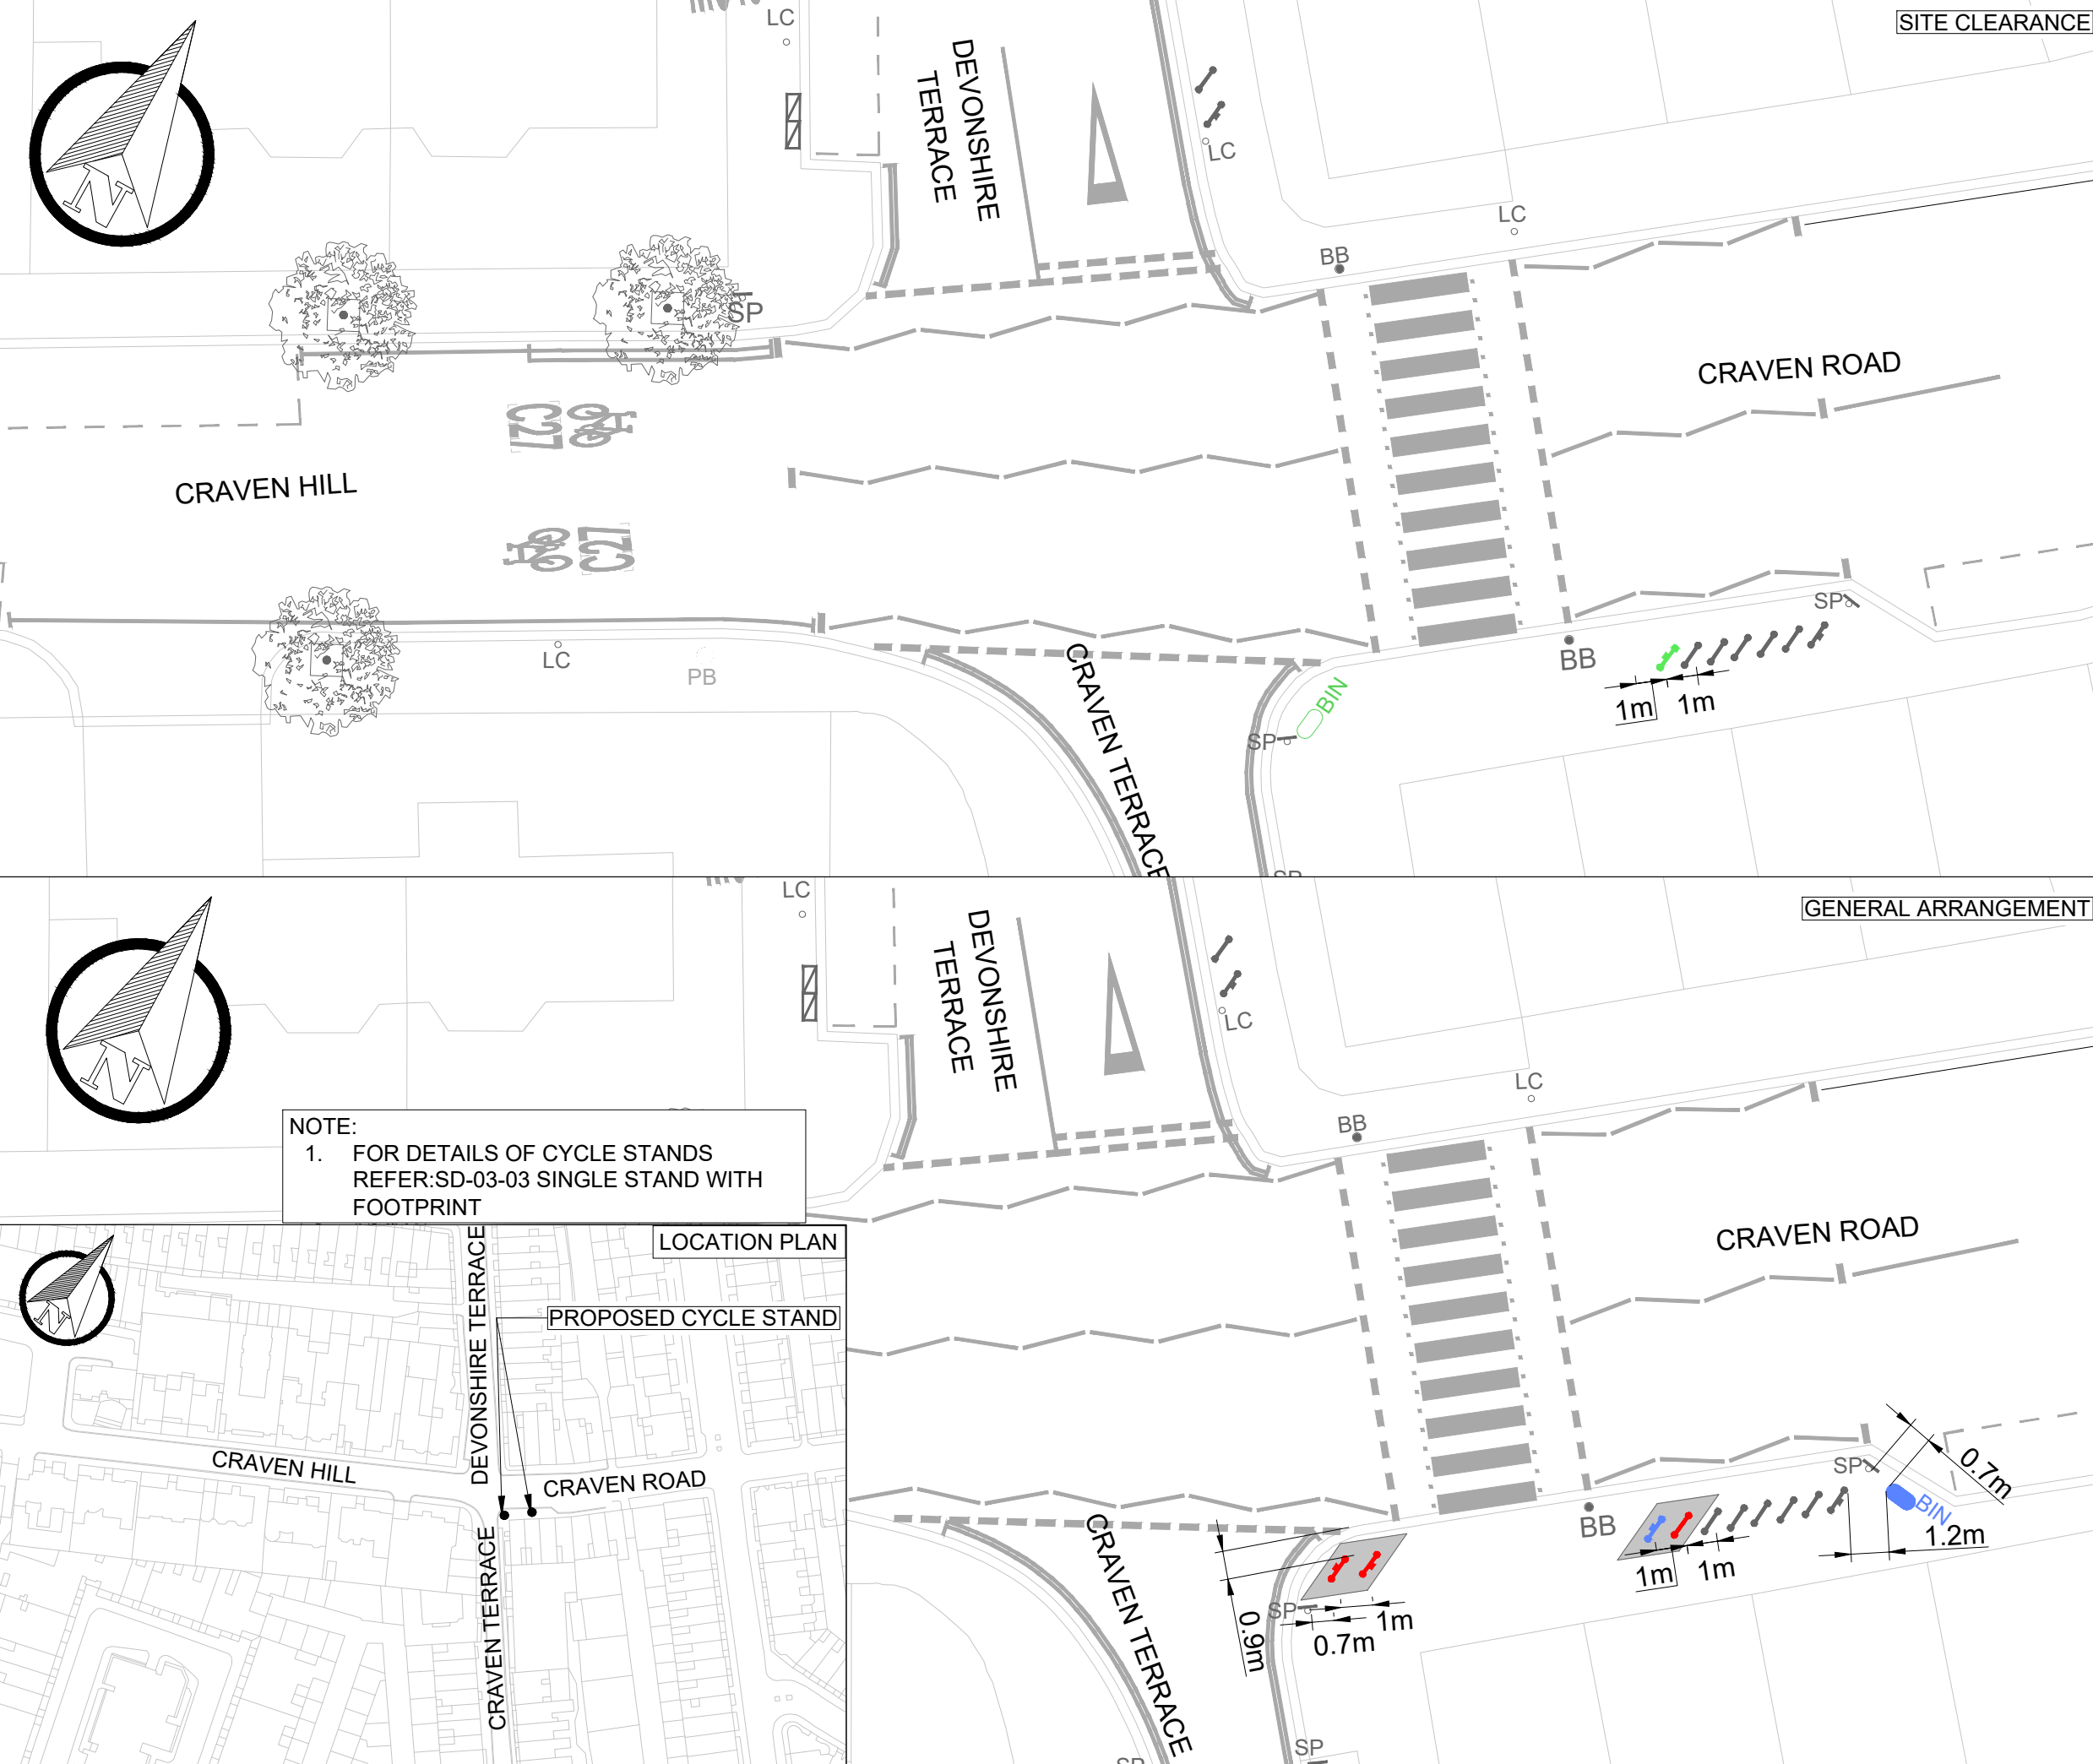 SITE CLEARANCE
LC
DEVONSHIRE
TERRACE
N
LC
LC
BB
SP
CRAVEN ROAD
CRAVEN HILL
SP
BB
LC
PB
CRAVEN TERRACE
BIN
SP
1m
1m
SP
GENERAL ARRANGEMENT
LC
DEVONSHIRE
TERRACE
N
LC
LC
BB
NOTE:
1. FOR DETAILS OF CYCLE STANDS
REFER:SD-03-03 SINGLE STAND WITH
FOOTPRINT
CRAVEN ROAD
LOCATION PLAN
N
DEVONSHIRE TERRACE
PROPOSED CYCLE STAND
CRAVEN HILL
CRAVEN ROAD
CRAVEN TERRACE
CRAVEN TERRACE
SP
0.7m
BIN
BB
1.2m
1m
1m
SP
1m
0.7m
0.9m
SP
SP